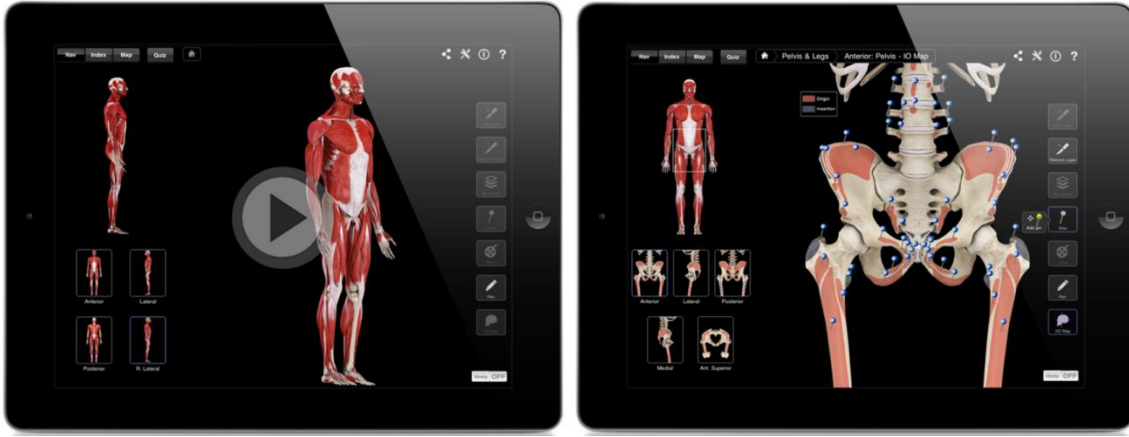 Nav Index Map Quiz
?
Anterior Lateral
Posterior R. Lateral
Pen
Hints OFF
Nav Index Map Quiz Pelvis & Legs Anterior: Pelvis - IO Map
?
Origin
Insertion
Remove Layer
Add pin
Pen
IO Map
Anterior Lateral Posterior
Medial Ant. Superior
Hints OFF